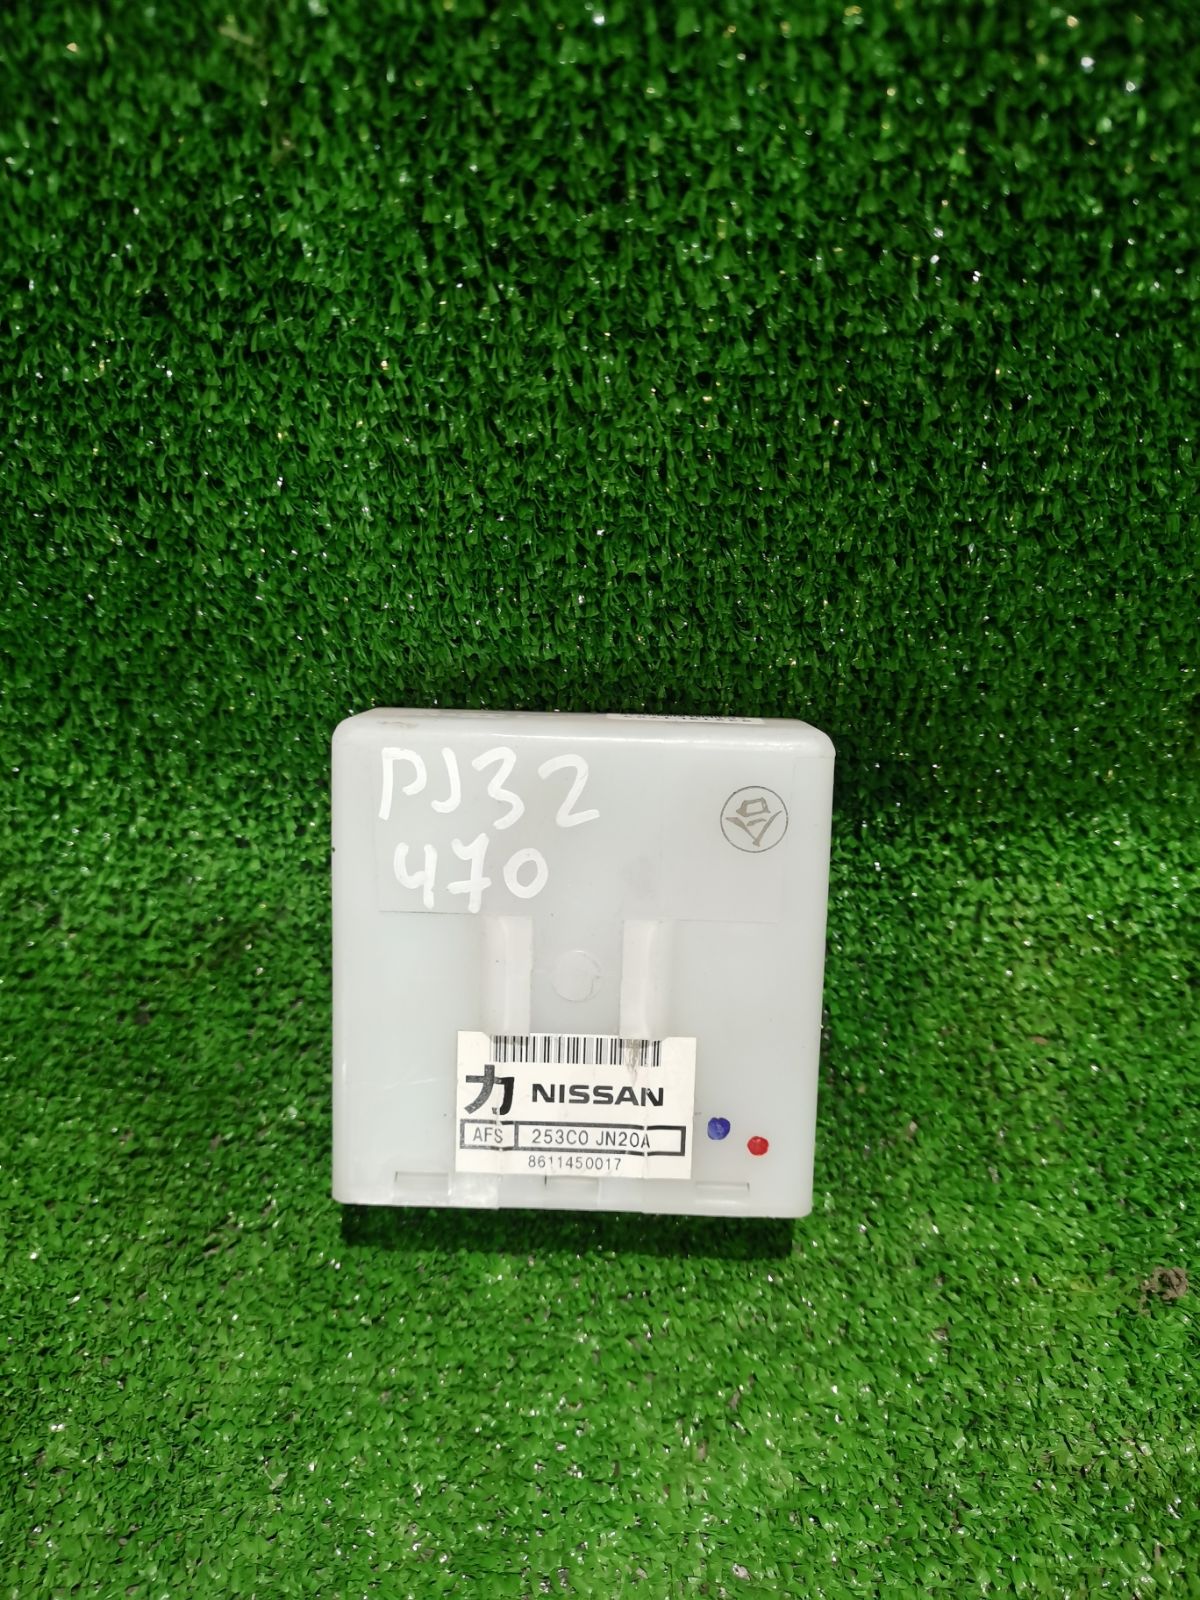 PJ32
470
力 NISSAN
AFS 253C0 JN20A
8611450017